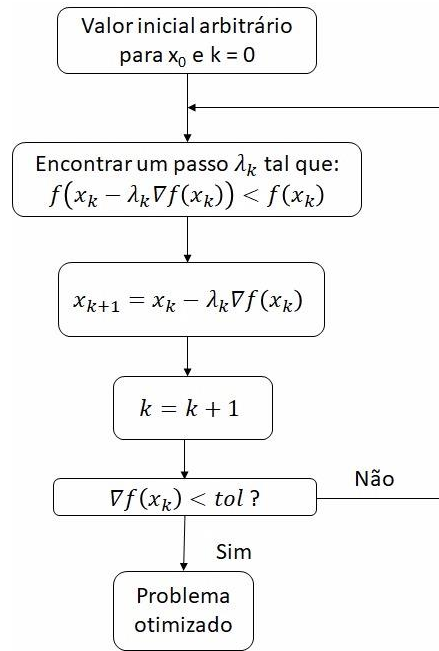 Valor inicial arbitrário
para x₀ e k = 0
Encontrar um passo λₖ tal que:
f(xₖ − λₖ∇f(xₖ)) < f(xₖ)
xₖ₊₁ = xₖ − λₖ∇f(xₖ)
k = k + 1
∇f(xₖ) < tol ?
Não
Sim
Problema
otimizado